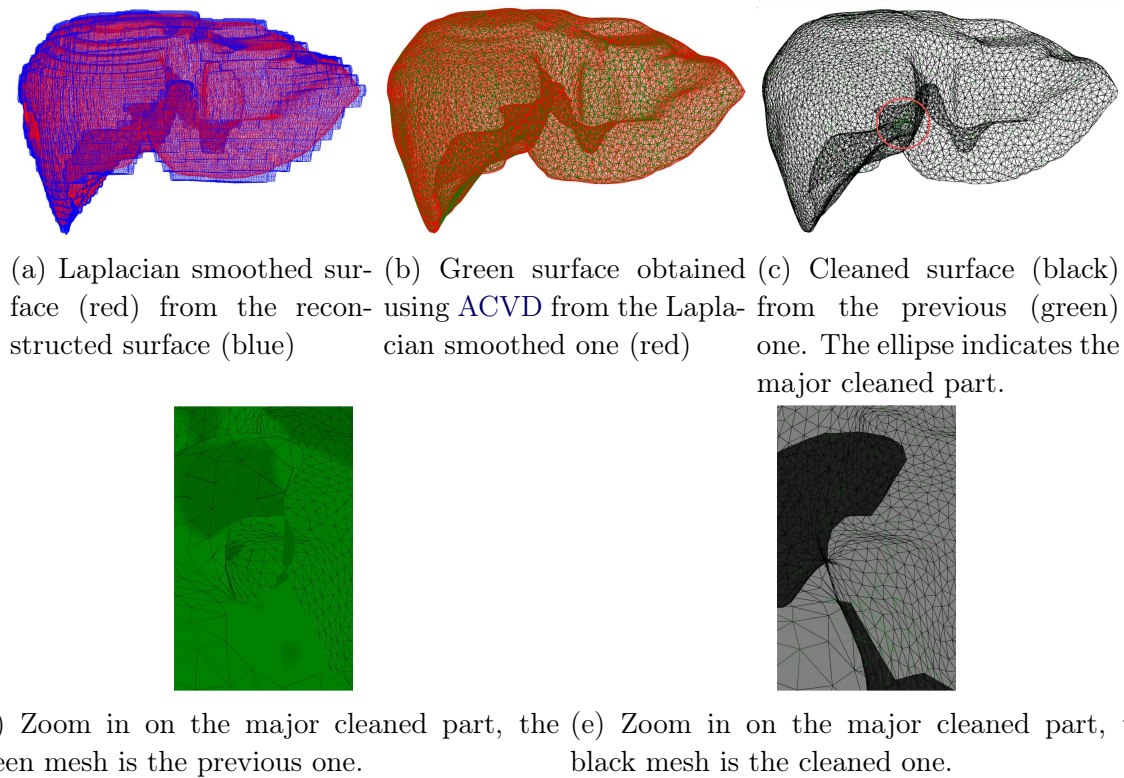 (a) Laplacian smoothed sur-
face (red) from the recon-
structed surface (blue)
(b) Green surface obtained
using ACVD from the Lapla-
cian smoothed one (red)
(c) Cleaned surface (black)
from the previous (green)
one. The ellipse indicates the
major cleaned part.
) Zoom in on the major cleaned part, the
een mesh is the previous one.
(e) Zoom in on the major cleaned part,
black mesh is the cleaned one.